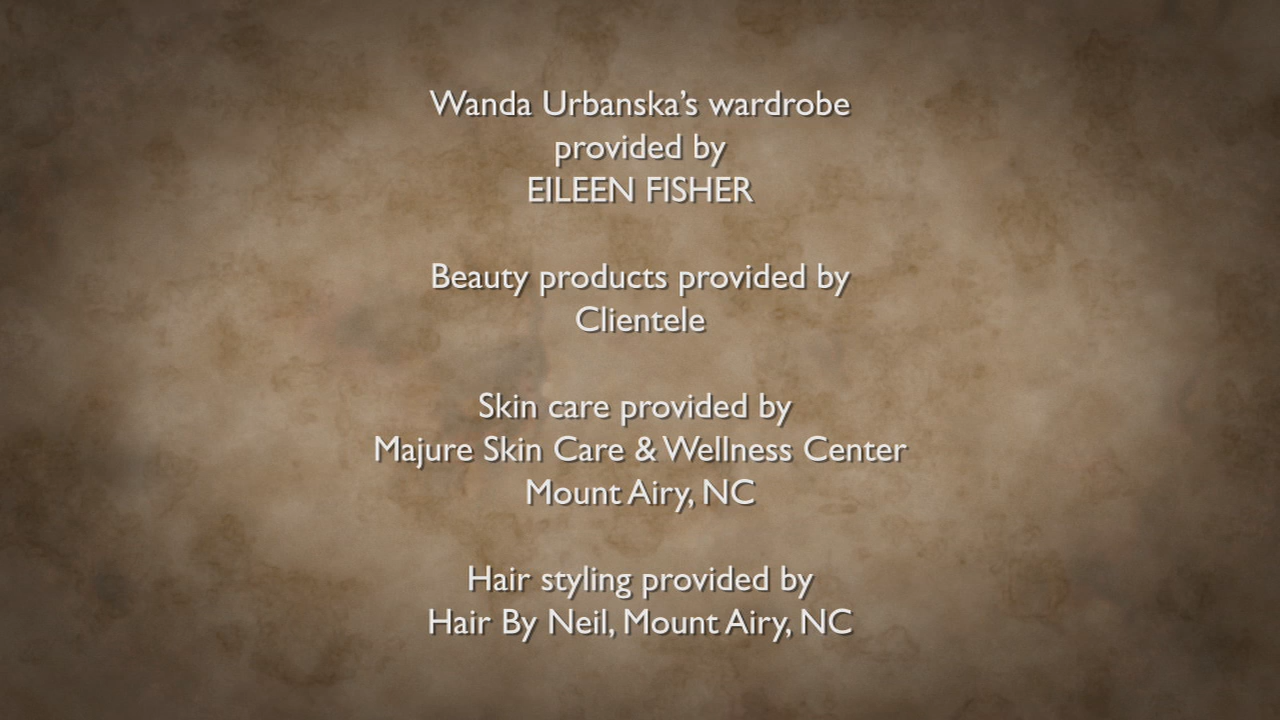 Wanda Urbanska’s wardrobe
provided by
EILEEN FISHER
Beauty products provided by
Clientele
Skin care provided by
Majure Skin Care & Wellness Center
Mount Airy, NC
Hair styling provided by
Hair By Neil, Mount Airy, NC